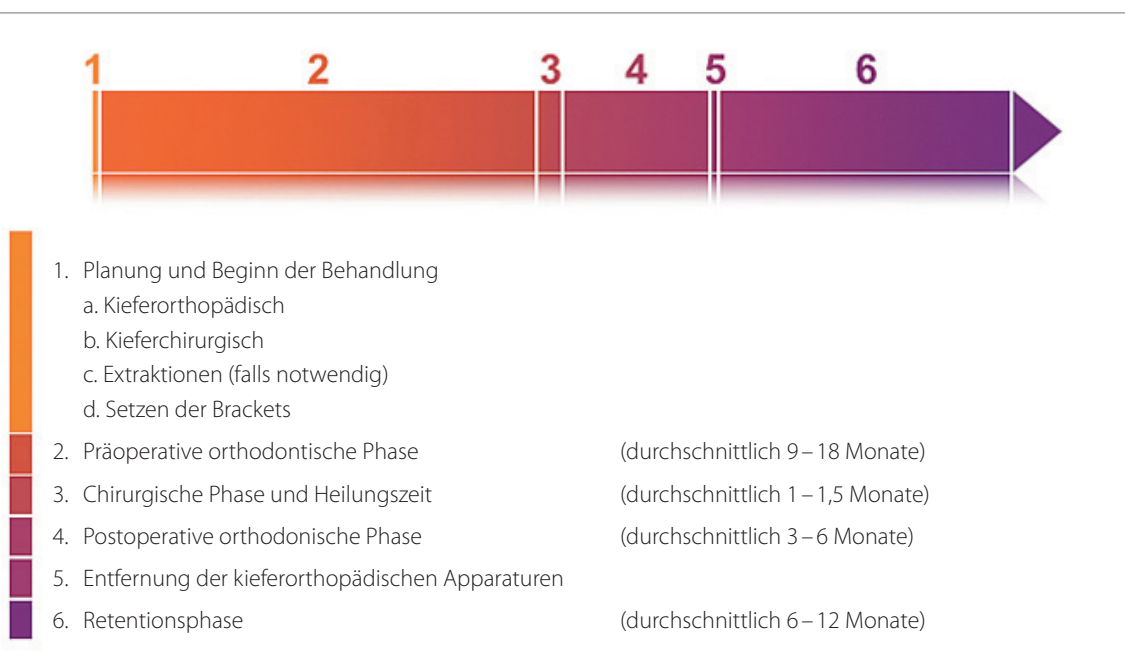 1 2 3 4 5 6
1. Planung und Beginn der Behandlung
a. Kieferorthopädisch
b. Kieferchirurgisch
c. Extraktionen (falls notwendig)
d. Setzen der Brackets
2. Präoperative orthodontische Phase (durchschnittlich 9 – 18 Monate)
3. Chirurgische Phase und Heilungszeit (durchschnittlich 1 – 1,5 Monate)
4. Postoperative orthodonische Phase (durchschnittlich 3 – 6 Monate)
5. Entfernung der kieferorthopädischen Apparaturen
6. Retentionsphase (durchschnittlich 6 – 12 Monate)